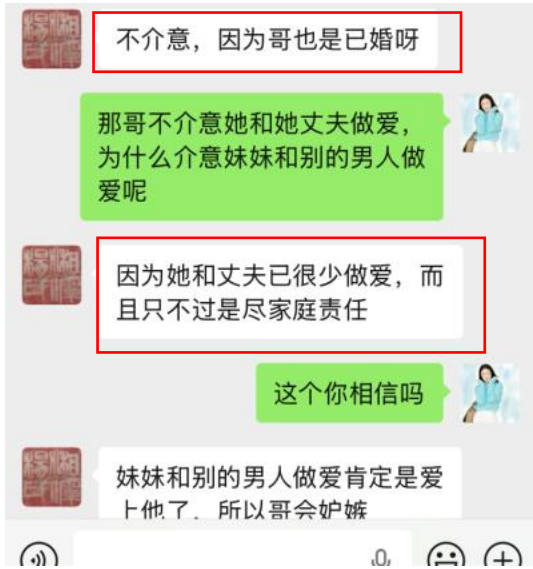 不介意，因为哥也是已婚呀
那哥不介意她和她丈夫做爱，
为什么介意妹妹和别的男人做
爱呢
因为她和丈夫已很少做爱，而
且只不过是尽家庭责任
这个你相信吗
妹妹和别的男人做爱肯定是爱
上他了，所以哥会妒嫉